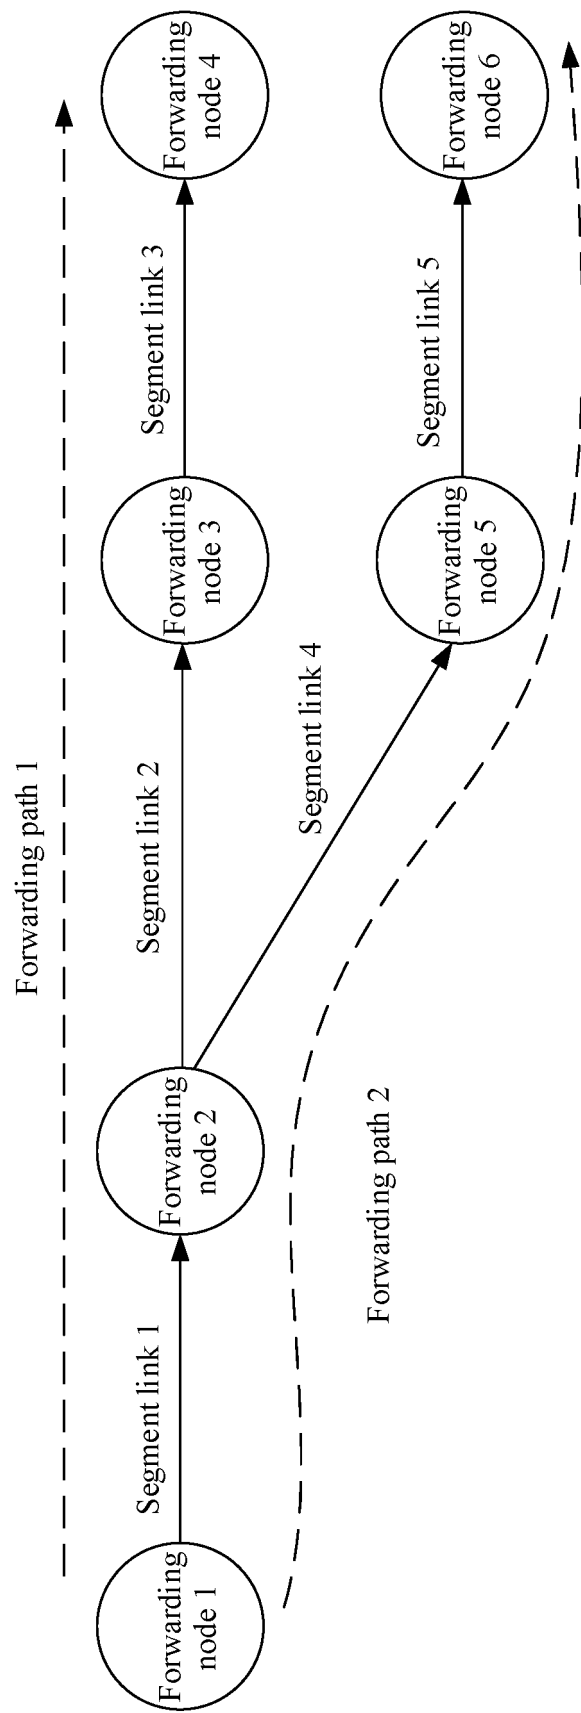 Forwarding path 1
Forwarding
node 1
Segment link 1
Forwarding
node 2
Segment link 2
Forwarding
node 3
Segment link 3
Forwarding
node 4
Segment link 4
Forwarding
node 5
Segment link 5
Forwarding
node 6
Forwarding path 2